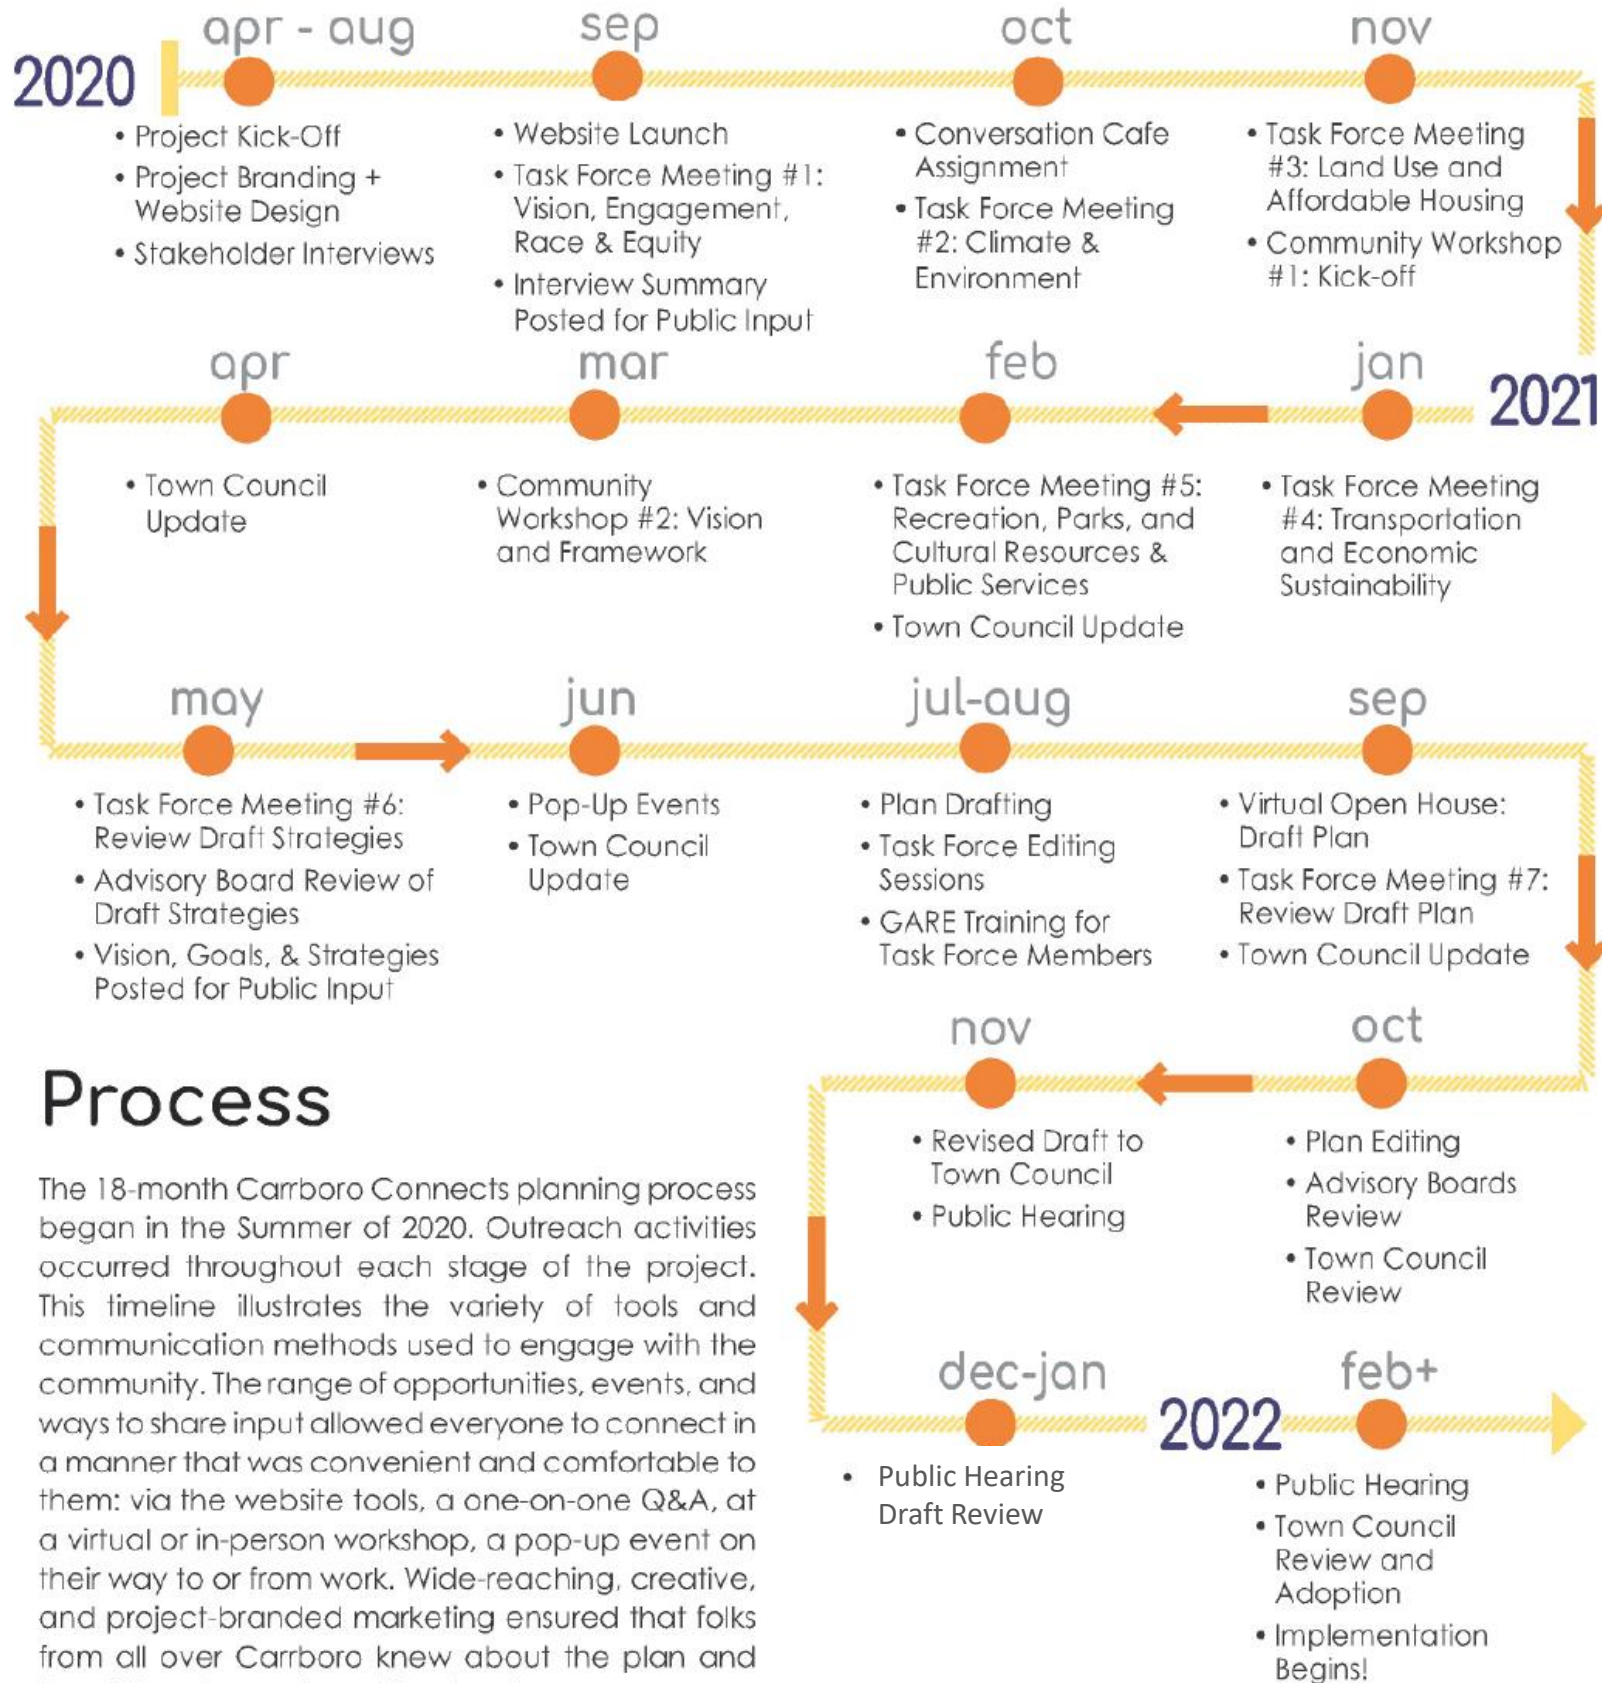 2020
apr - aug
• Project Kick-Off
• Project Branding +
Website Design
• Stakeholder Interviews
sep
• Website Launch
• Task Force Meeting #1:
Vision, Engagement,
Race & Equity
• Interview Summary
Posted for Public Input
oct
• Conversation Cafe
Assignment
• Task Force Meeting
#2: Climate &
Environment
nov
• Task Force Meeting
#3: Land Use and
Affordable Housing
• Community Workshop
#1: Kick-off
2021
jan
• Task Force Meeting
#4: Transportation
and Economic
Sustainability
feb
• Task Force Meeting #5:
Recreation, Parks, and
Cultural Resources &
Public Services
• Town Council Update
mar
• Community
Workshop #2: Vision
and Framework
apr
• Town Council
Update
may
• Task Force Meeting #6:
Review Draft Strategies
• Advisory Board Review of
Draft Strategies
• Vision, Goals, & Strategies
Posted for Public Input
jun
• Pop-Up Events
• Town Council
Update
jul-aug
• Plan Drafting
• Task Force Editing
Sessions
• GARE Training for
Task Force Members
sep
• Virtual Open House:
Draft Plan
• Task Force Meeting #7:
Review Draft Plan
• Town Council Update
oct
• Plan Editing
• Advisory Boards
Review
• Town Council
Review
nov
• Revised Draft to
Town Council
• Public Hearing
dec-jan
• Public Hearing
Draft Review
2022
feb+
• Public Hearing
• Town Council
Review and
Adoption
• Implementation
Begins!
Process
The 18-month Carrboro Connects planning process
began in the Summer of 2020. Outreach activities
occurred throughout each stage of the project.
This timeline illustrates the variety of tools and
communication methods used to engage with the
community. The range of opportunities, events, and
ways to share input allowed everyone to connect in
a manner that was convenient and comfortable to
them: via the website tools, a one-on-one Q&A, at
a virtual or in-person workshop, a pop-up event on
their way to or from work. Wide-reaching, creative,
and project-branded marketing ensured that folks
from all over Carrboro knew about the plan and